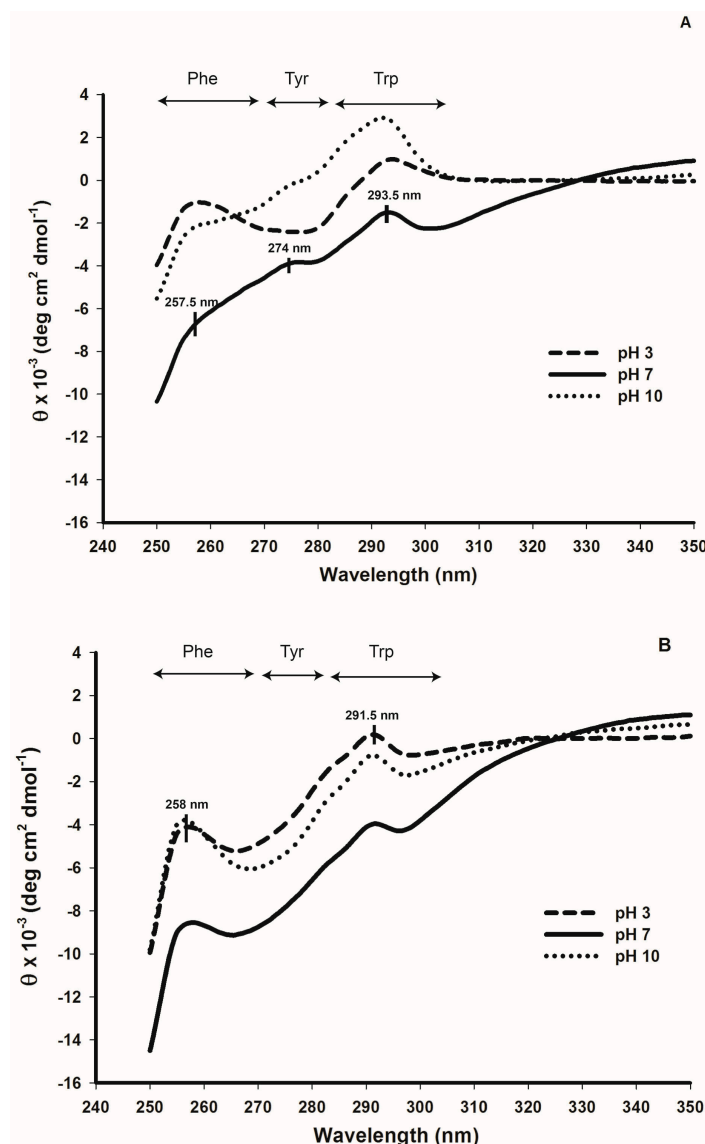 A
Phe Tyr Trp
4
2
0
-2
-4
-6
-8
-10
-12
-14
-16
θ x 10⁻³ (deg cm² dmol⁻¹)
293.5 nm
274 nm
257.5 nm
pH 3
pH 7
pH 10
240 250 260 270 280 290 300 310 320 330 340 350
Wavelength (nm)
B
Phe Tyr Trp
4
2
0
-2
-4
-6
-8
-10
-12
-14
-16
θ x 10⁻³ (deg cm² dmol⁻¹)
291.5 nm
258 nm
pH 3
pH 7
pH 10
240 250 260 270 280 290 300 310 320 330 340 350
Wavelength (nm)